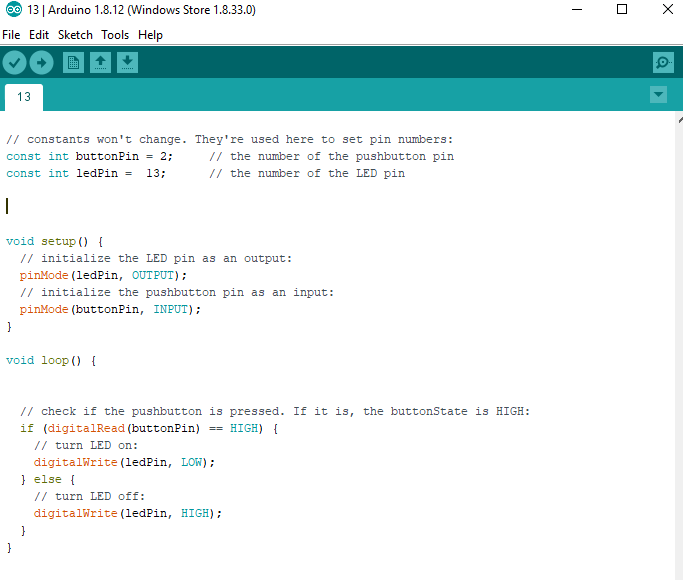 13 | Arduino 1.8.12 (Windows Store 1.8.33.0)
File Edit Sketch Tools Help
13
// constants won't change. They're used here to set pin numbers:
const int buttonPin = 2;     // the number of the pushbutton pin
const int ledPin =  13;      // the number of the LED pin
void setup() {
  // initialize the LED pin as an output:
  pinMode(ledPin, OUTPUT);
  // initialize the pushbutton pin as an input:
  pinMode(buttonPin, INPUT);
}
void loop() {
  // check if the pushbutton is pressed. If it is, the buttonState is HIGH:
  if (digitalRead(buttonPin) == HIGH) {
    // turn LED on:
    digitalWrite(ledPin, LOW);
  } else {
    // turn LED off:
    digitalWrite(ledPin, HIGH);
  }
}